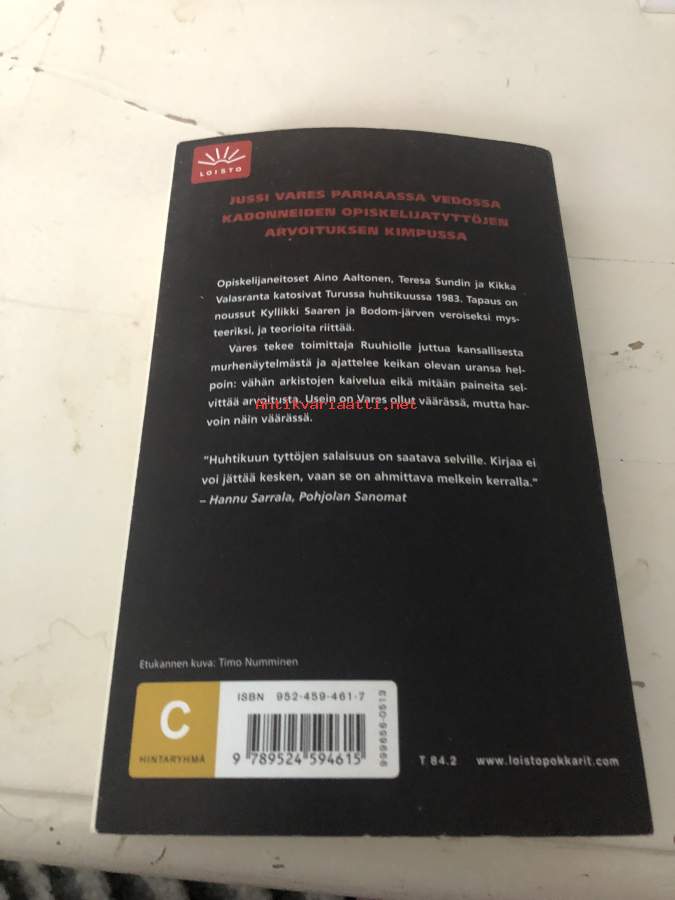 LOISTO
JUSSI VARES PARHAASSA VEDOSSA
KADONNEIDEN OPISKELIJATYTTÖJEN
ARVOITUKSEN KIMPUSSA
Opiskelijaneitoset Aino Aaltonen, Teresa Sundin ja Kikka
Valasranta katosivat Turussa huhtikuussa 1983. Tapaus on
noussut Kyllikki Saaren ja Bodom-järven veroiseksi mys-
teeriksi, ja teorioita riittää.
Vares tekee toimittaja Ruuhiolle juttua kansallisesta
murhenäytelmästä ja ajattelee keikan olevan uransa hel-
poin: vähän arkistojen kaivelua eikä mitään paineita sel-
vittää arvoitusta. Usein on Vares ollut väärässä, mutta har-
voin näin väärässä.
Antikvariaatti.net
"Huhtikuun tyttöjen salaisuus on saatava selville. Kirjaa ei
voi jättää kesken, vaan se on ahmittava melkein kerralla."
– Hannu Sarrala, Pohjolan Sanomat
Etukannen kuva: Timo Numminen
C
HINTARYHMÄ
ISBN 952-459-461-7
9 789524 594615
999655-0513
T 84.2 www.loistopokkarit.com